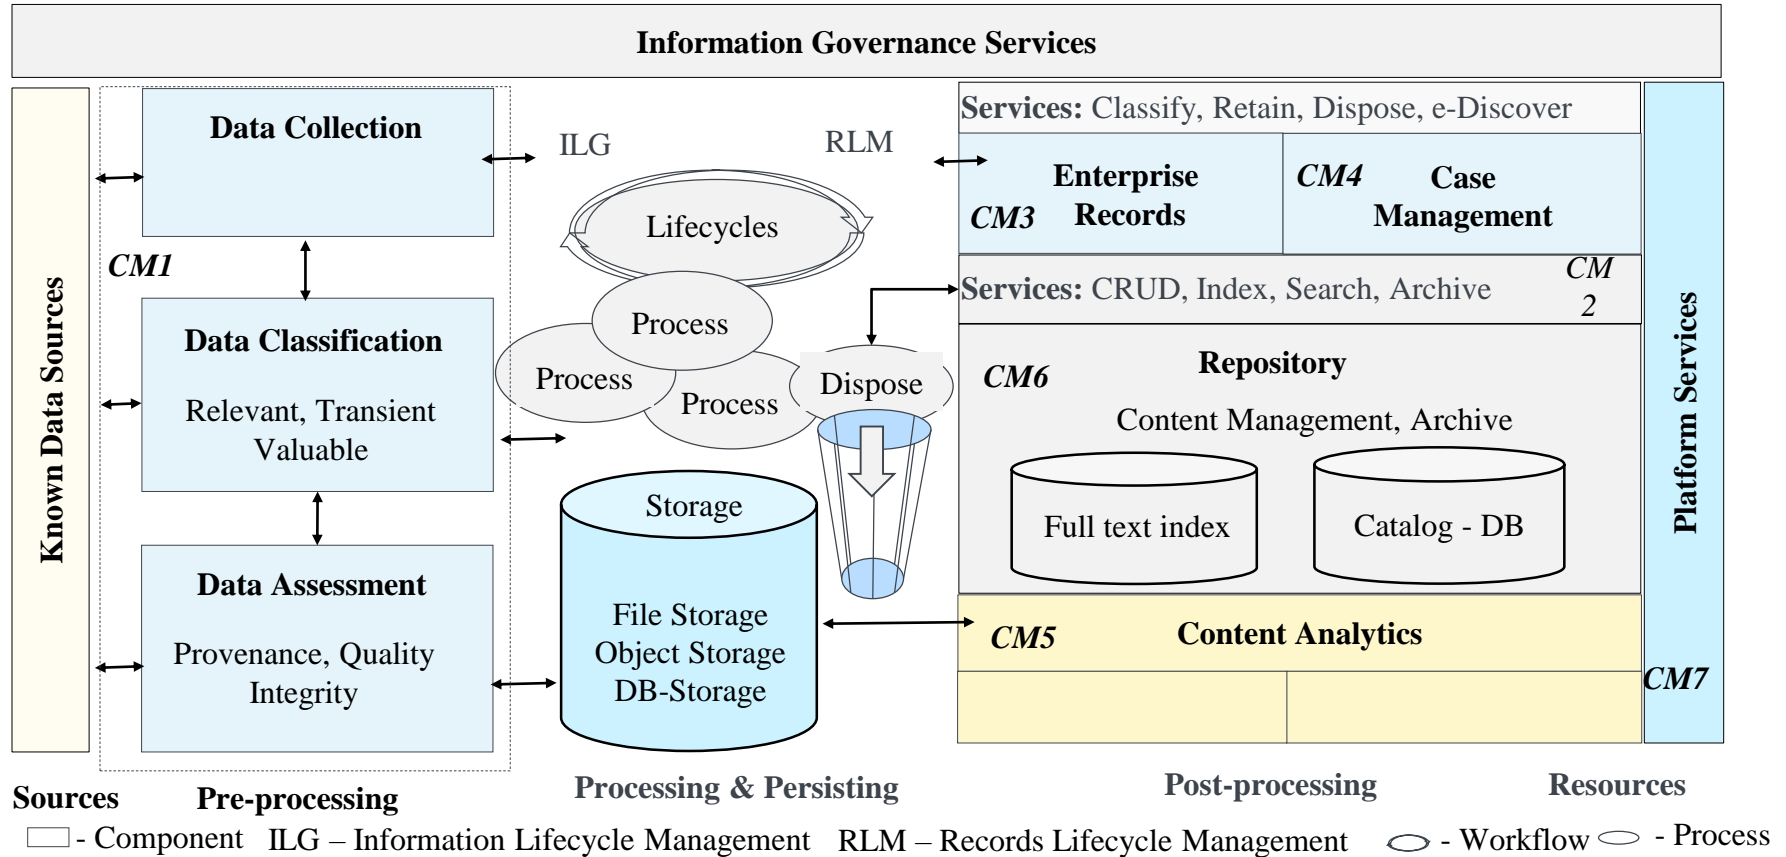 Information Governance Services
Known Data Sources
Data Collection
CM1
Data Classification
Relevant, Transient
Valuable
Data Assessment
Provenance, Quality
Integrity
ILG
RLM
Lifecycles
Process
Process
Process
Dispose
Storage
File Storage
Object Storage
DB-Storage
Services: Classify, Retain, Dispose, e-Discover
Enterprise
Records
CM3
CM4
Case
Management
Services: CRUD, Index, Search, Archive
CM
2
CM6
Repository
Content Management, Archive
Full text index
Catalog - DB
CM5
Content Analytics
Platform Services
CM7
Sources
Pre-processing
Processing & Persisting
Post-processing
Resources
- Component
ILG – Information Lifecycle Management
RLM – Records Lifecycle Management
- Workflow
- Process